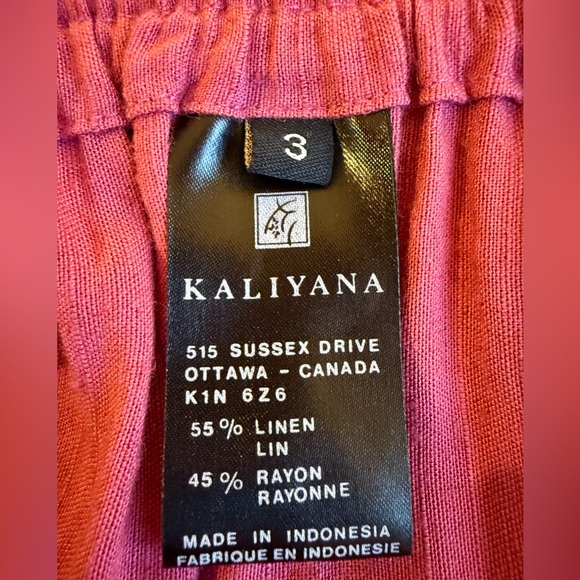 3
KALIYANA
515 SUSSEX DRIVE
OTTAWA - CANADA
K1N 6Z6
55% LINEN
LIN
45% RAYON
RAYONNE
MADE IN INDONESIA
FABRIQUE EN INDONESIE